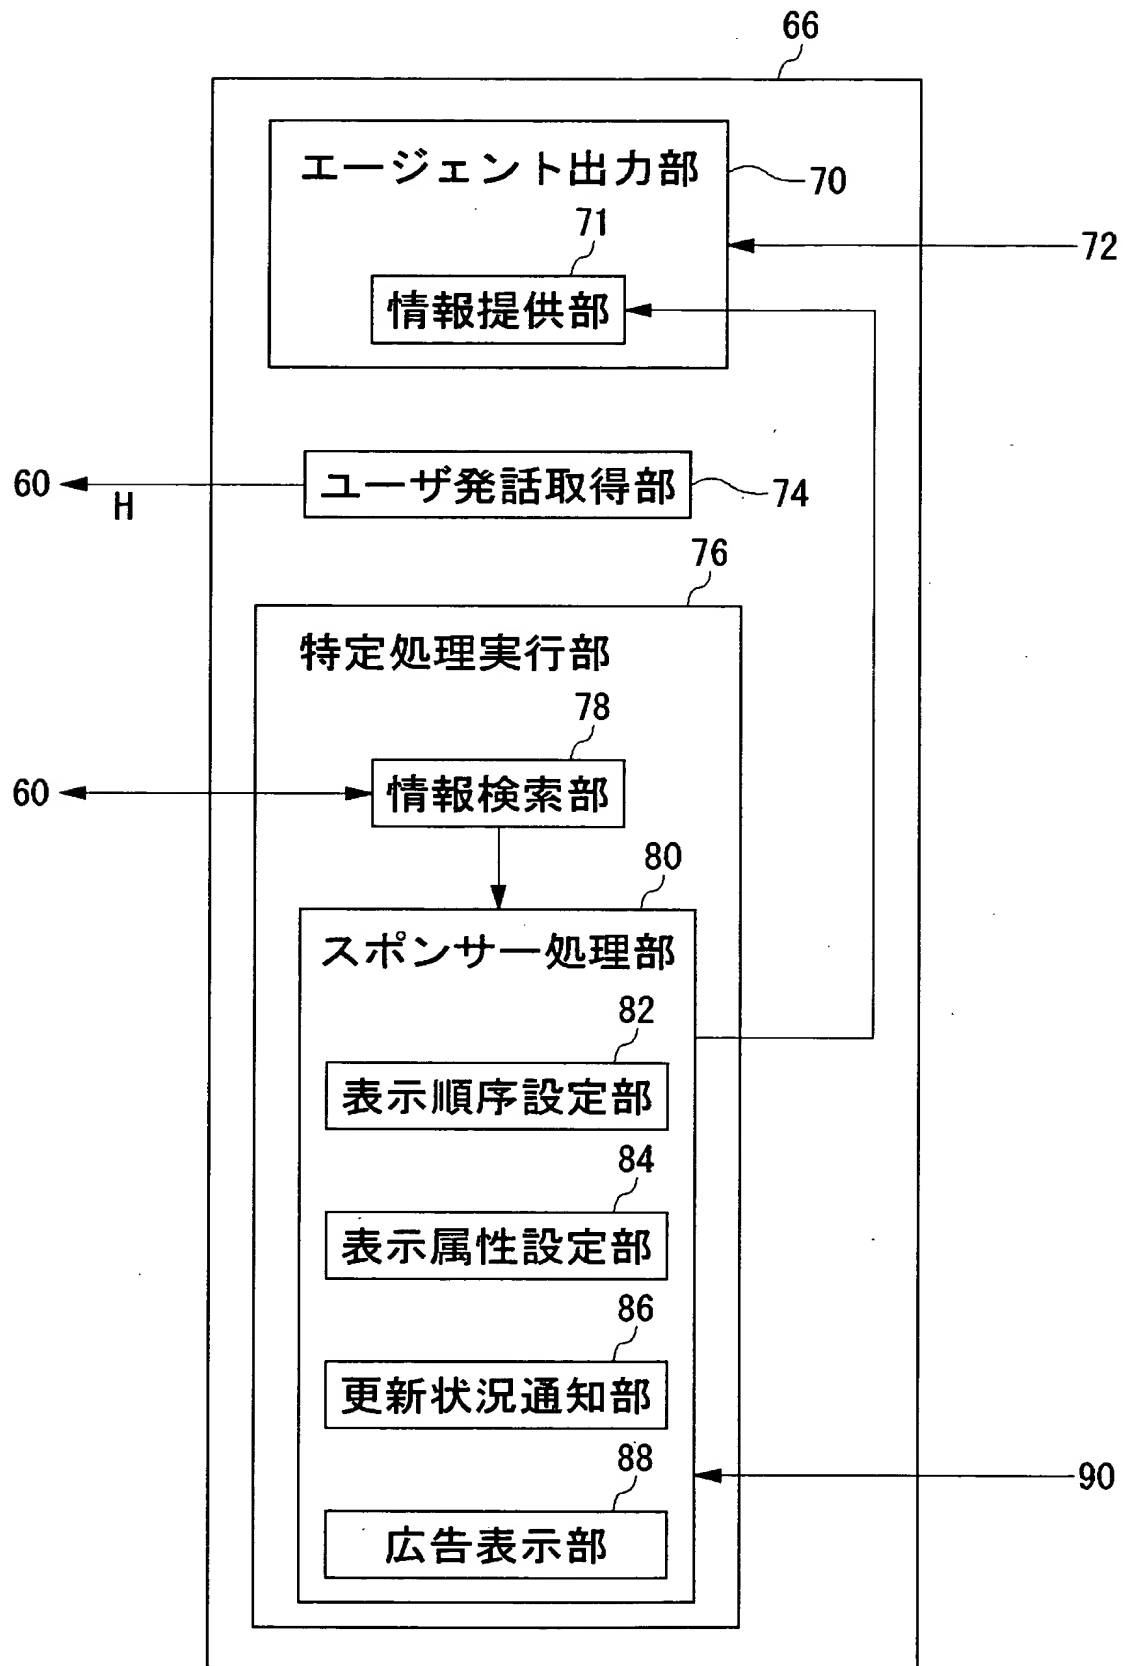 66
エージェント出力部
70
71
72
情報提供部
60
H
ユーザ発話取得部
74
76
特定処理実行部
78
60
情報検索部
80
スポンサー処理部
82
表示順序設定部
84
表示属性設定部
86
更新状況通知部
88
90
広告表示部